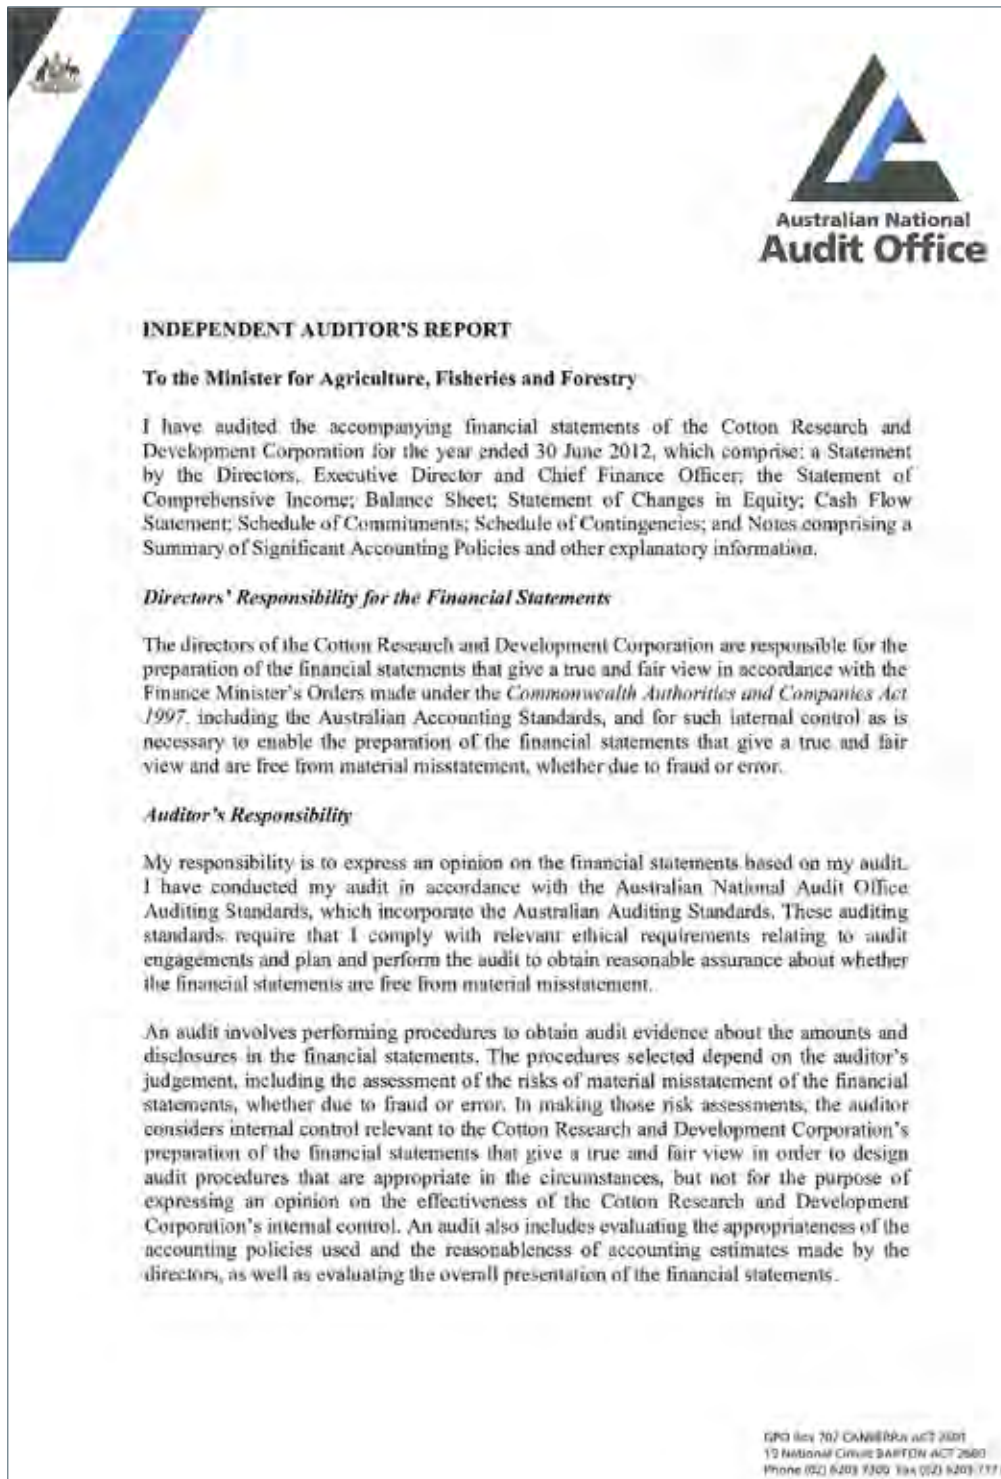 Australian National
Audit Office
INDEPENDENT AUDITOR'S REPORT
To the Minister for Agriculture, Fisheries and Forestry
I have audited the accompanying financial statements of the Cotton Research and
Development Corporation for the year ended 30 June 2012, which comprise: a Statement
by the Directors, Executive Director and Chief Finance Officer; the Statement of
Comprehensive Income; Balance Sheet; Statement of Changes in Equity; Cash Flow
Statement; Schedule of Commitments; Schedule of Contingencies; and Notes comprising a
Summary of Significant Accounting Policies and other explanatory information.
Directors' Responsibility for the Financial Statements
The directors of the Cotton Research and Development Corporation are responsible for the
preparation of the financial statements that give a true and fair view in accordance with the
Finance Minister's Orders made under the Commonwealth Authorities and Companies Act
1997, including the Australian Accounting Standards, and for such internal control as is
necessary to enable the preparation of the financial statements that give a true and fair
view and are free from material misstatement, whether due to fraud or error.
Auditor's Responsibility
My responsibility is to express an opinion on the financial statements based on my audit.
I have conducted my audit in accordance with the Australian National Audit Office
Auditing Standards, which incorporate the Australian Auditing Standards. These auditing
standards require that I comply with relevant ethical requirements relating to audit
engagements and plan and perform the audit to obtain reasonable assurance about whether
the financial statements are free from material misstatement.
An audit involves performing procedures to obtain audit evidence about the amounts and
disclosures in the financial statements. The procedures selected depend on the auditor's
judgement, including the assessment of the risks of material misstatement of the financial
statements, whether due to fraud or error. In making those risk assessments, the auditor
considers internal control relevant to the Cotton Research and Development Corporation's
preparation of the financial statements that give a true and fair view in order to design
audit procedures that are appropriate in the circumstances, but not for the purpose of
expressing an opinion on the effectiveness of the Cotton Research and Development
Corporation's internal control. An audit also includes evaluating the appropriateness of the
accounting policies used and the reasonableness of accounting estimates made by the
directors, as well as evaluating the overall presentation of the financial statements.
GPO Box 707 CANBERRA ACT 2601
19 National Circuit BARTON ACT 2600
Phone (02) 6203 7300 Fax (02) 6203